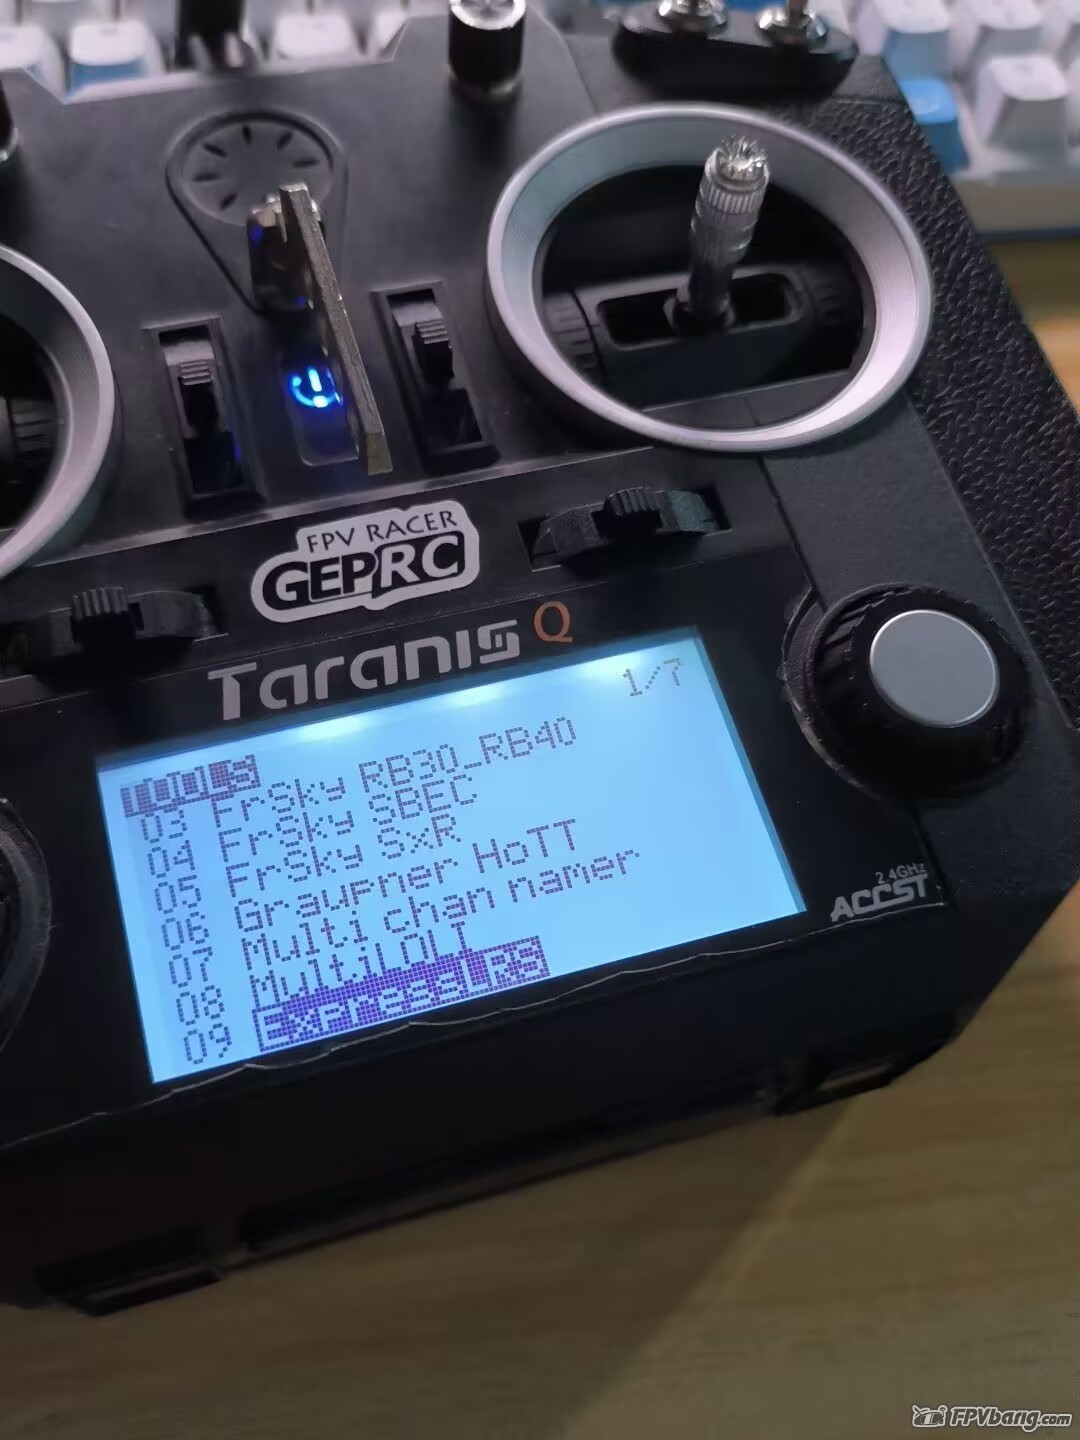 FPV RACER
GEPRC
Taranis Q
TOOLS 1/7
03 FrSky RB30_RB40
04 FrSky SBEC
05 FrSky SxR
06 Graupner HoTT
07 Multi chan namer
08 MultiLOLI
09 ExpressLRS
2.4GHz
ACCST
FPVbang.com